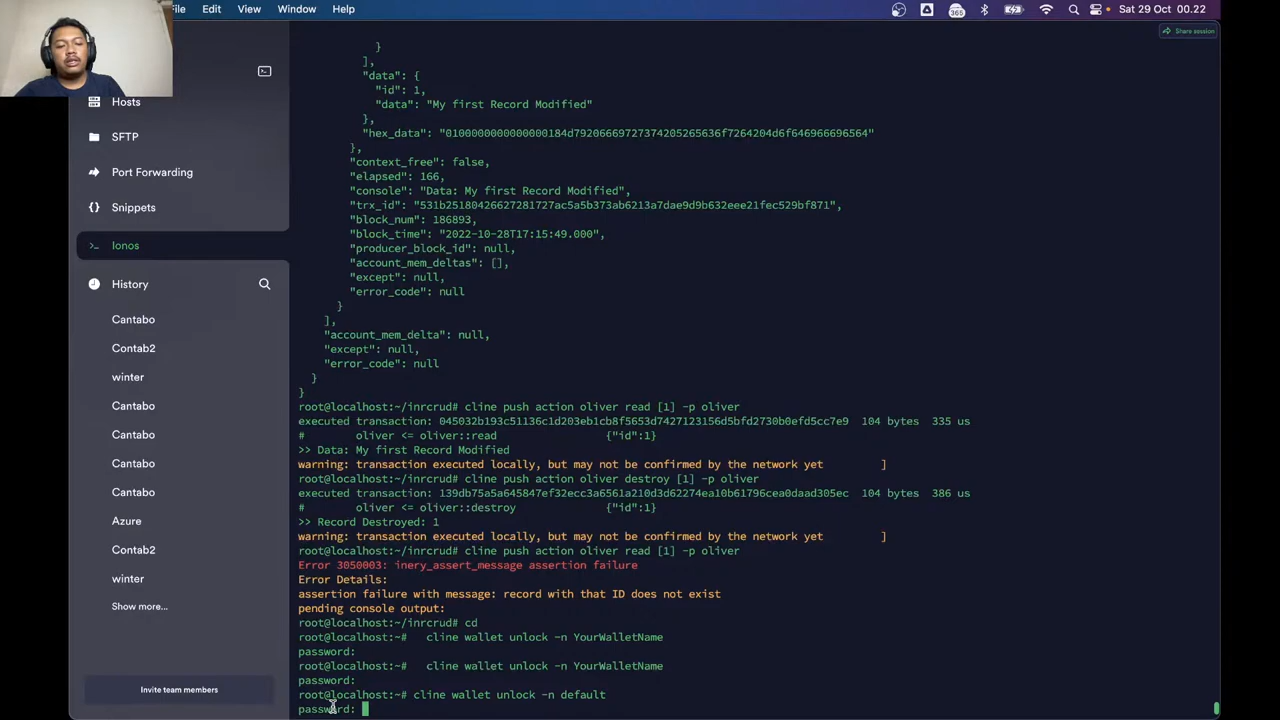 File Edit View Window Help
365
Sat 29 Oct 00.22
Share session
Hosts
SFTP
Port Forwarding
Snippets
Ionos
History
Cantabo
Contab2
winter
Cantabo
Cantabo
Cantabo
Cantabo
Azure
Contab2
winter
Show more...
Invite team members
}
],
"data": {
"id": 1,
"data": "My first Record Modified"
},
"hex_data": "0100000000000000184d79206669727374205265636f7264204d6f646966696564"
},
"context_free": false,
"elapsed": 166,
"console": "Data: My first Record Modified",
"trx_id": "531b25180426627281727ac5a5b373ab6213a7dae9d9b632eee21fec529bf871",
"block_num": 186893,
"block_time": "2022-10-28T17:15:49.000",
"producer_block_id": null,
"account_mem_deltas": [],
"except": null,
"error_code": null
}
],
"account_mem_delta": null,
"except": null,
"error_code": null
}
}
root@localhost:~/inrcrud# cline push action oliver read [1] -p oliver
executed transaction: 045032b193c51136c1d203eb1cb8f5653d7427123156d5bfd2730b0efd5cc7e9 104 bytes 335 us
# oliver <= oliver::read {"id":1}
>> Data: My first Record Modified
warning: transaction executed locally, but may not be confirmed by the network yet ]
root@localhost:~/inrcrud# cline push action oliver destroy [1] -p oliver
executed transaction: 139db75a5a645847ef32ecc3a6561a210d3d62274ea10b61796cea0daad305ec 104 bytes 386 us
# oliver <= oliver::destroy {"id":1}
>> Record Destroyed: 1
warning: transaction executed locally, but may not be confirmed by the network yet ]
root@localhost:~/inrcrud# cline push action oliver read [1] -p oliver
Error 3050003: inery_assert_message assertion failure
Error Details:
assertion failure with message: record with that ID does not exist
pending console output:
root@localhost:~/inrcrud# cd
root@localhost:~# cline wallet unlock -n YourWalletName
password:
root@localhost:~# cline wallet unlock -n YourWalletName
password:
root@localhost:~# cline wallet unlock -n default
password: